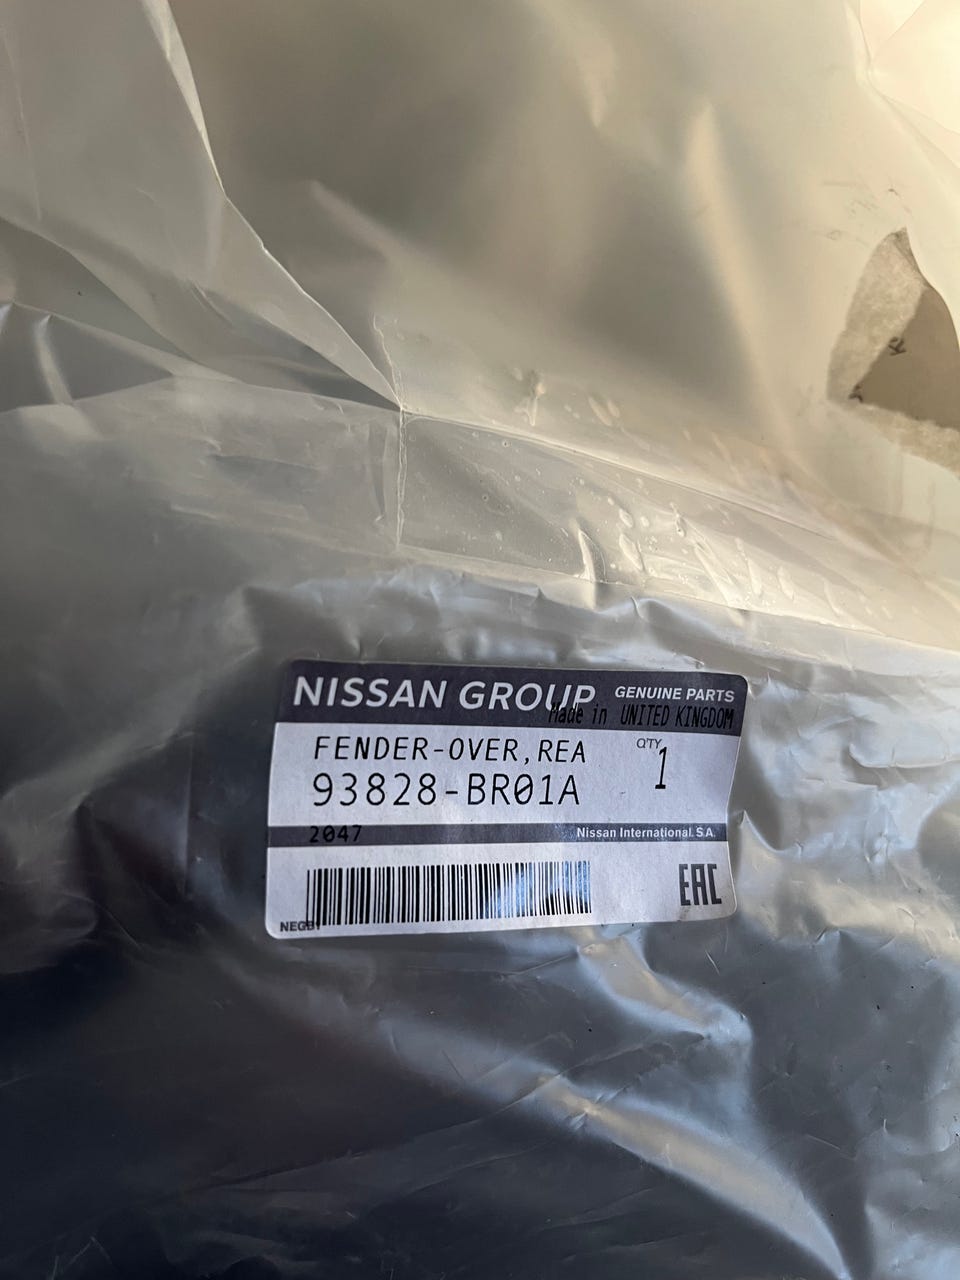 NISSAN GROUP
GENUINE PARTS
Made in UNITED KINGDOM
FENDER-OVER,REA
QTY
1
93828-BR01A
2047
Nissan International. S.A.
EAC